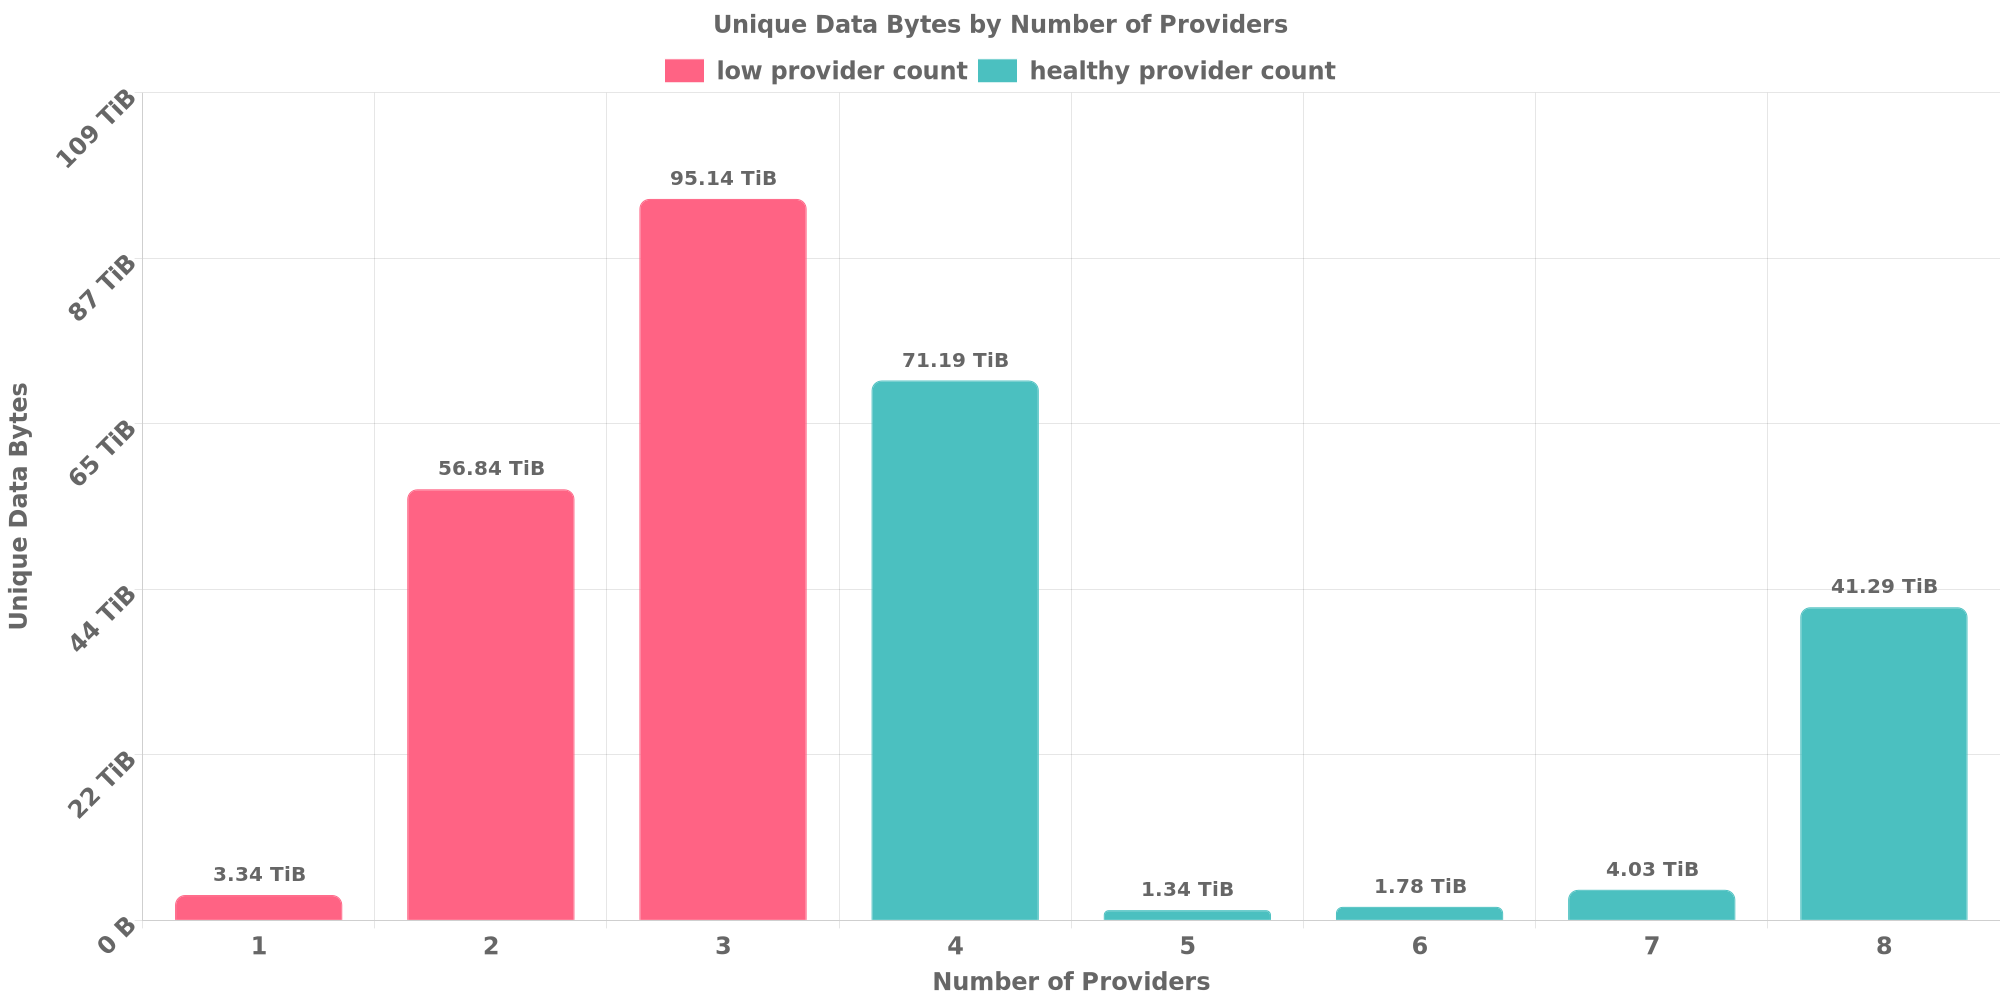 Unique Data Bytes by Number of Providers
low provider count healthy provider count
109 TiB
87 TiB
65 TiB
44 TiB
22 TiB
0 B
Unique Data Bytes
3.34 TiB
56.84 TiB
95.14 TiB
71.19 TiB
1.34 TiB
1.78 TiB
4.03 TiB
41.29 TiB
1 2 3 4 5 6 7 8
Number of Providers